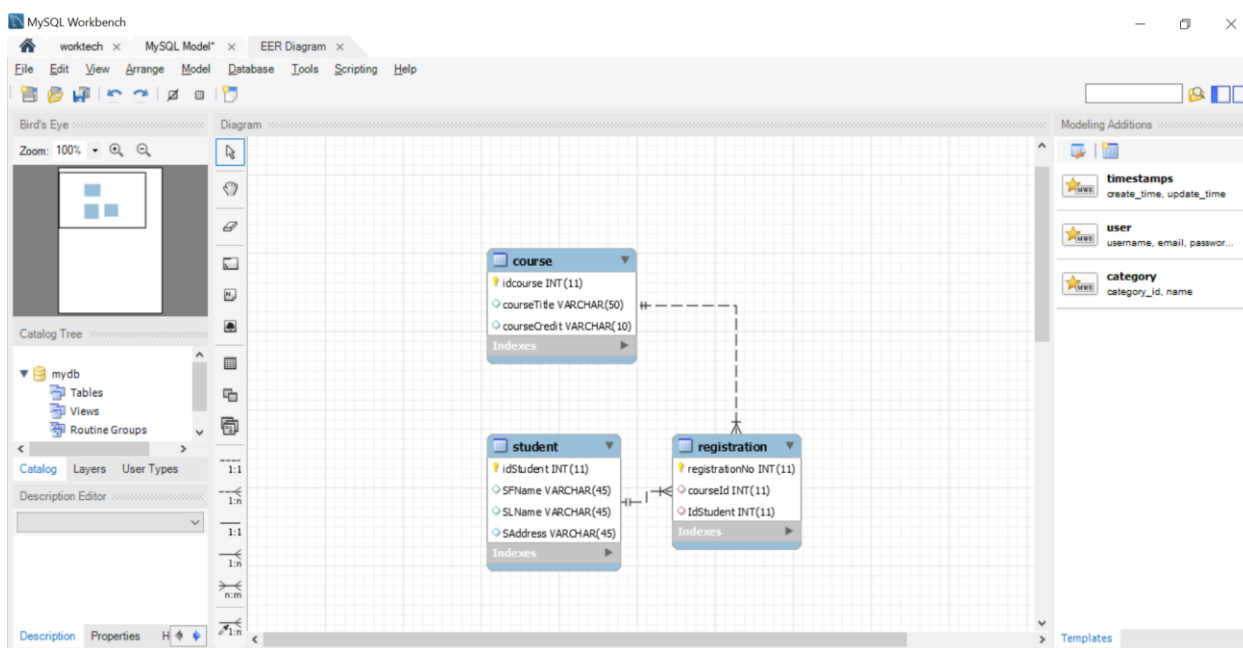 MySQL Workbench
worktech × MySQL Model* × EER Diagram ×
File Edit View Arrange Model Database Tools Scripting Help
Bird's Eye
Zoom: 100%
Catalog Tree
mydb
Tables
Views
Routine Groups
Catalog Layers User Types
Description Editor
Description Properties H
Diagram
1:1
1:n
1:1
1:n
n:m
1:n
course
idcourse INT(11)
courseTitle VARCHAR(50)
courseCredit VARCHAR(10)
Indexes
student
idStudent INT(11)
SFName VARCHAR(45)
SLName VARCHAR(45)
SAddress VARCHAR(45)
Indexes
registration
registrationNo INT(11)
courseId INT(11)
IdStudent INT(11)
Indexes
Modeling Additions
timestamps
create_time, update_time
user
username, email, passwor...
category
category_id, name
MWB
MWB
MWB
Templates